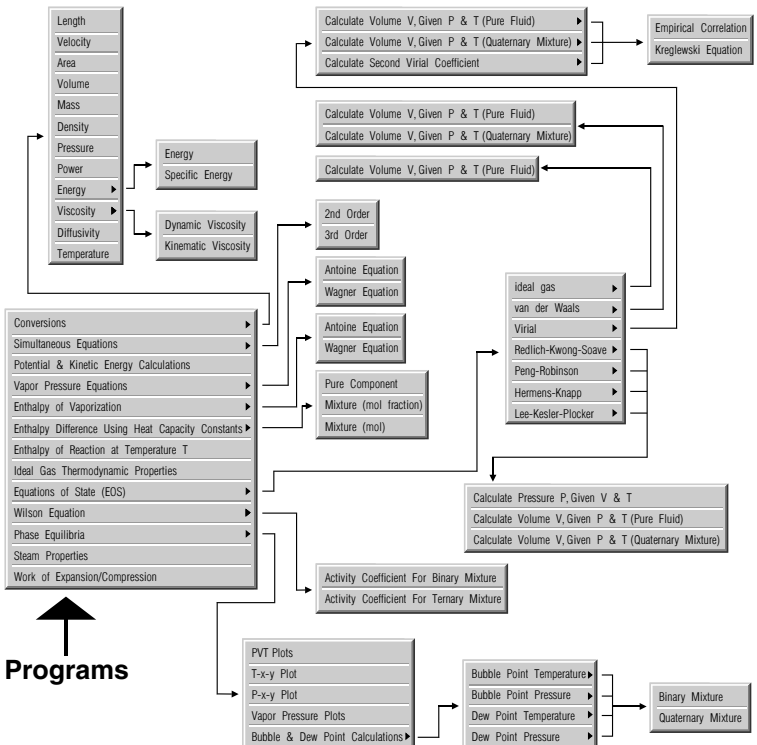 Length
Velocity
Area
Volume
Mass
Density
Pressure
Power
Energy
Viscosity
Diffusivity
Temperature
Energy
Specific Energy
Dynamic Viscosity
Kinematic Viscosity
Calculate Volume V, Given P & T (Pure Fluid)
Calculate Volume V, Given P & T (Quaternary Mixture)
Calculate Second Virial Coefficient
Empirical Correlation
Kreglewski Equation
Calculate Volume V, Given P & T (Pure Fluid)
Calculate Volume V, Given P & T (Quaternary Mixture)
Calculate Volume V, Given P & T (Pure Fluid)
2nd Order
3rd Order
Antoine Equation
Wagner Equation
Antoine Equation
Wagner Equation
Pure Component
Mixture (mol fraction)
Mixture (mol)
ideal gas
van der Waals
Virial
Redlich-Kwong-Soave
Peng-Robinson
Hermens-Knapp
Lee-Kesler-Plocker
Conversions
Simultaneous Equations
Potential & Kinetic Energy Calculations
Vapor Pressure Equations
Enthalpy of Vaporization
Enthalpy Difference Using Heat Capacity Constants
Enthalpy of Reaction at Temperature T
Ideal Gas Thermodynamic Properties
Equations of State (EOS)
Wilson Equation
Phase Equilibria
Steam Properties
Work of Expansion/Compression
Calculate Pressure P, Given V & T
Calculate Volume V, Given P & T (Pure Fluid)
Calculate Volume V, Given P & T (Quaternary Mixture)
Activity Coefficient For Binary Mixture
Activity Coefficient For Ternary Mixture
Programs
PVT Plots
T-x-y Plot
P-x-y Plot
Vapor Pressure Plots
Bubble & Dew Point Calculations
Bubble Point Temperature
Bubble Point Pressure
Dew Point Temperature
Dew Point Pressure
Binary Mixture
Quaternary Mixture